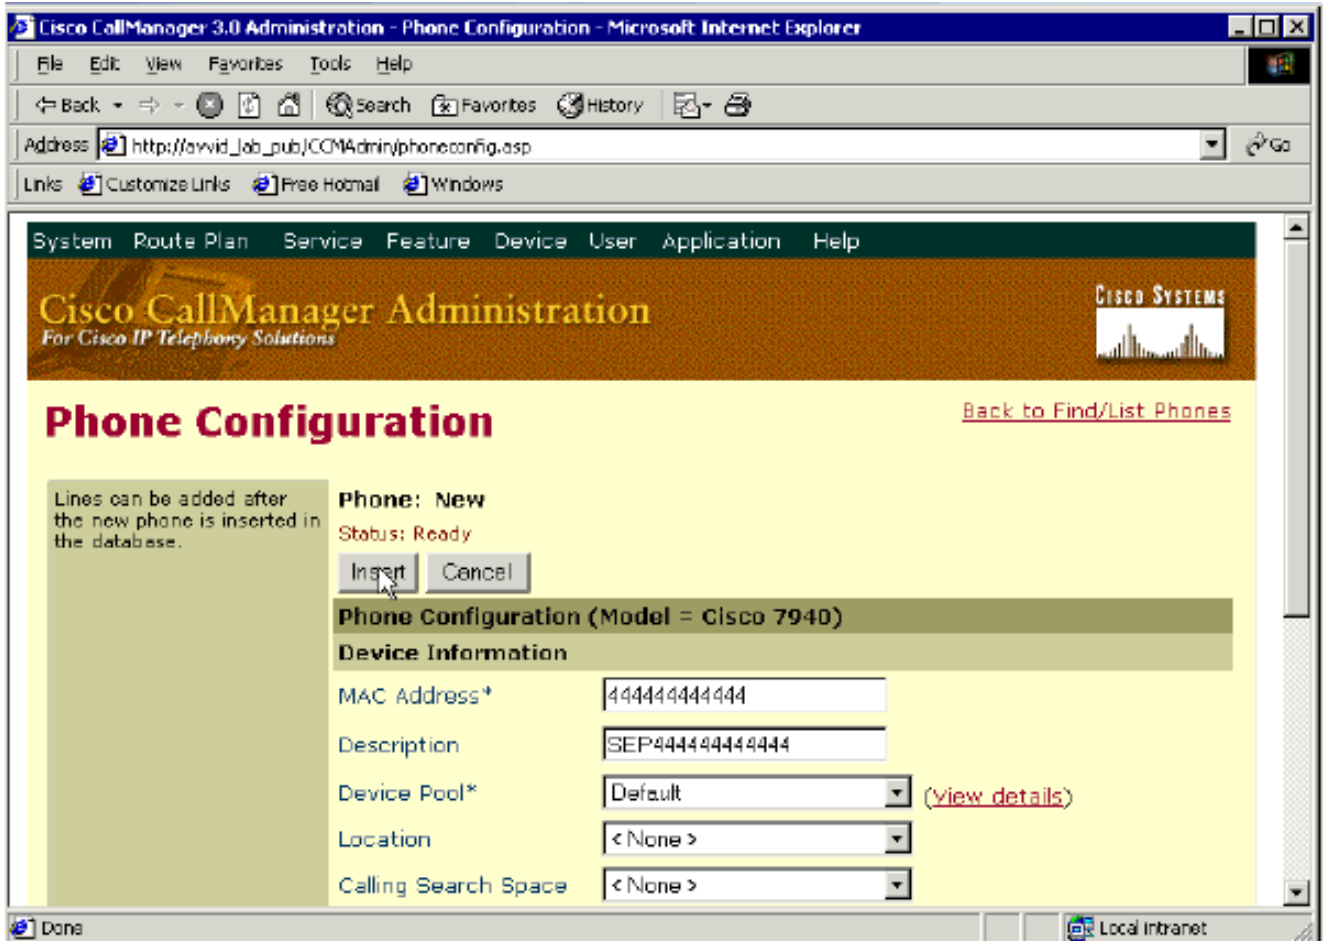 Cisco CallManager 3.0 Administration - Phone Configuration - Microsoft Internet Explorer
File Edit View Favorites Tools Help
Back Search Favorites History
Address http://avvid_lab_pub/CCMAdmin/phoneconfig.asp Go
Links Customize Links Free Hotmail Windows
System Route Plan Service Feature Device User Application Help
Cisco CallManager Administration
For Cisco IP Telephony Solutions
CISCO SYSTEMS
Phone Configuration
Back to Find/List Phones
Lines can be added after
the new phone is inserted in
the database.
Phone: New
Status: Ready
Insert Cancel
Phone Configuration (Model = Cisco 7940)
Device Information
MAC Address* 444444444444
Description SEP444444444444
Device Pool* Default (View details)
Location < None >
Calling Search Space < None >
Done Local intranet